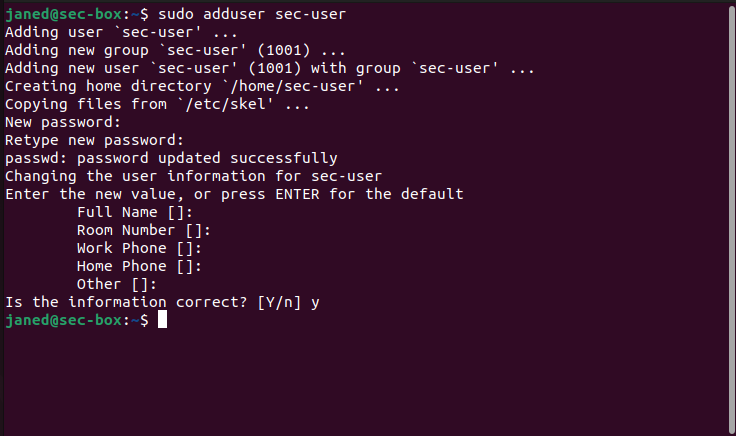 janed@sec-box:~$ sudo adduser sec-user
Adding user `sec-user' ...
Adding new group `sec-user' (1001) ...
Adding new user `sec-user' (1001) with group `sec-user' ...
Creating home directory `/home/sec-user' ...
Copying files from `/etc/skel' ...
New password:
Retype new password:
passwd: password updated successfully
Changing the user information for sec-user
Enter the new value, or press ENTER for the default
        Full Name []:
        Room Number []:
        Work Phone []:
        Home Phone []:
        Other []:
Is the information correct? [Y/n] y
janed@sec-box:~$